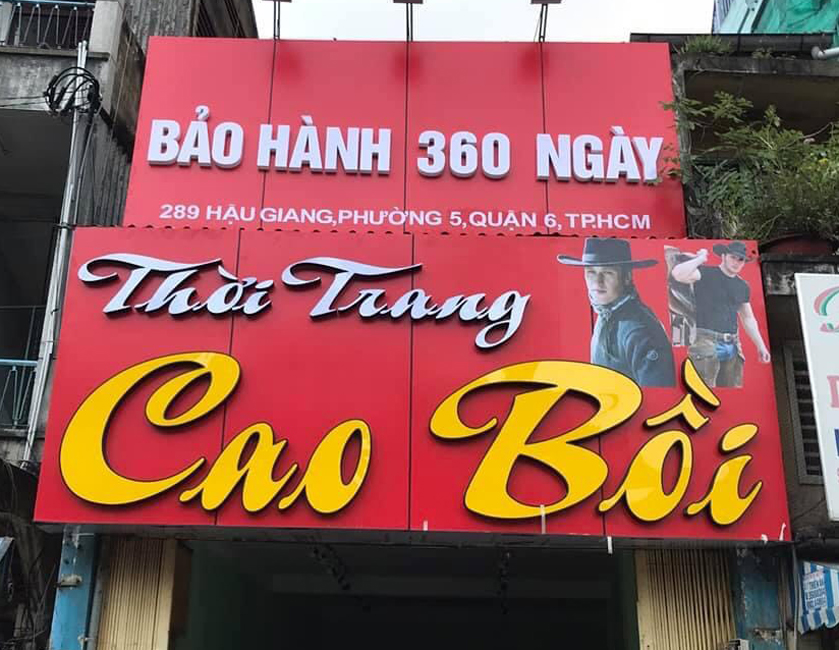 BẢO HÀNH 360 NGÀY
289 HẬU GIANG,PHƯỜNG 5,QUẬN 6,TP.HCM
Thời Trang
Cao Bồi